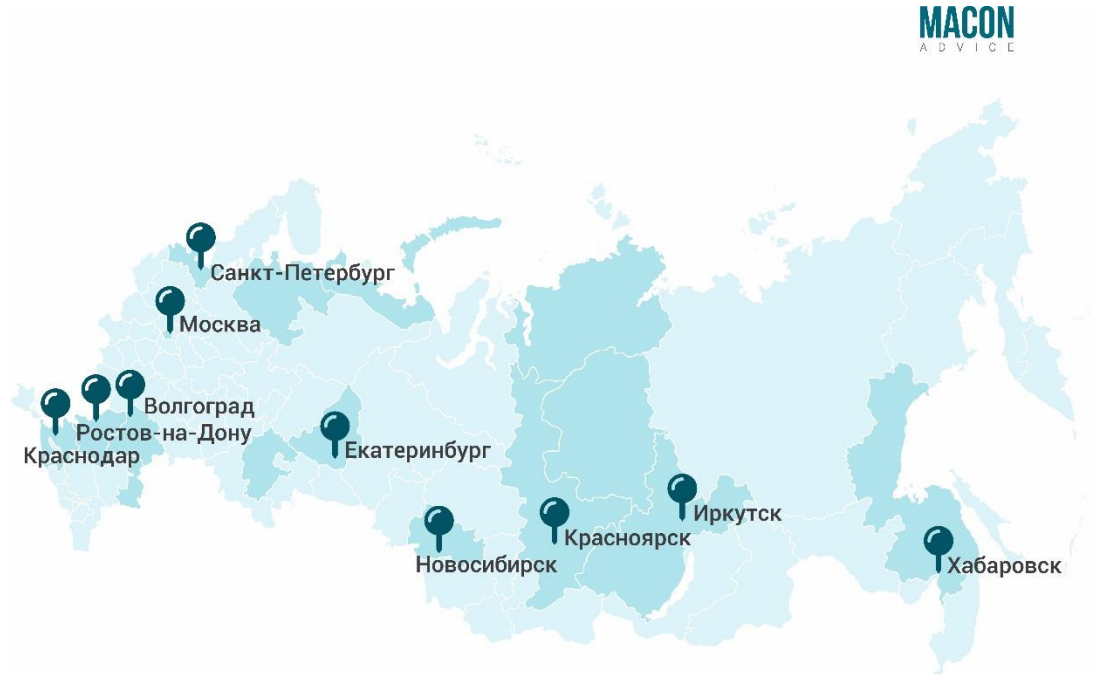 MACON
ADVICE
Санкт-Петербург
Москва
Волгоград
Ростов-на-Дону
Краснодар
Екатеринбург
Иркутск
Красноярск
Новосибирск
Хабаровск